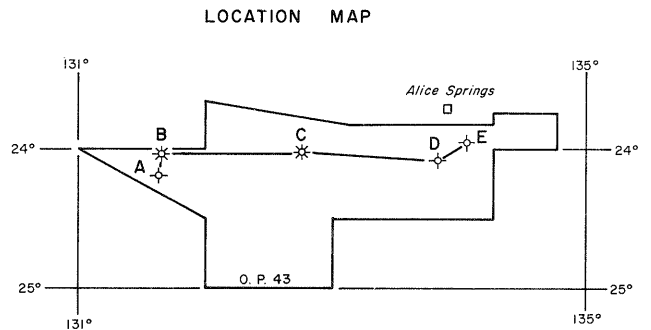 LOCATION MAP
131° 135°
Alice Springs
B C D E
24° 24°
A
O. P. 43
25° 25°
131° 135°